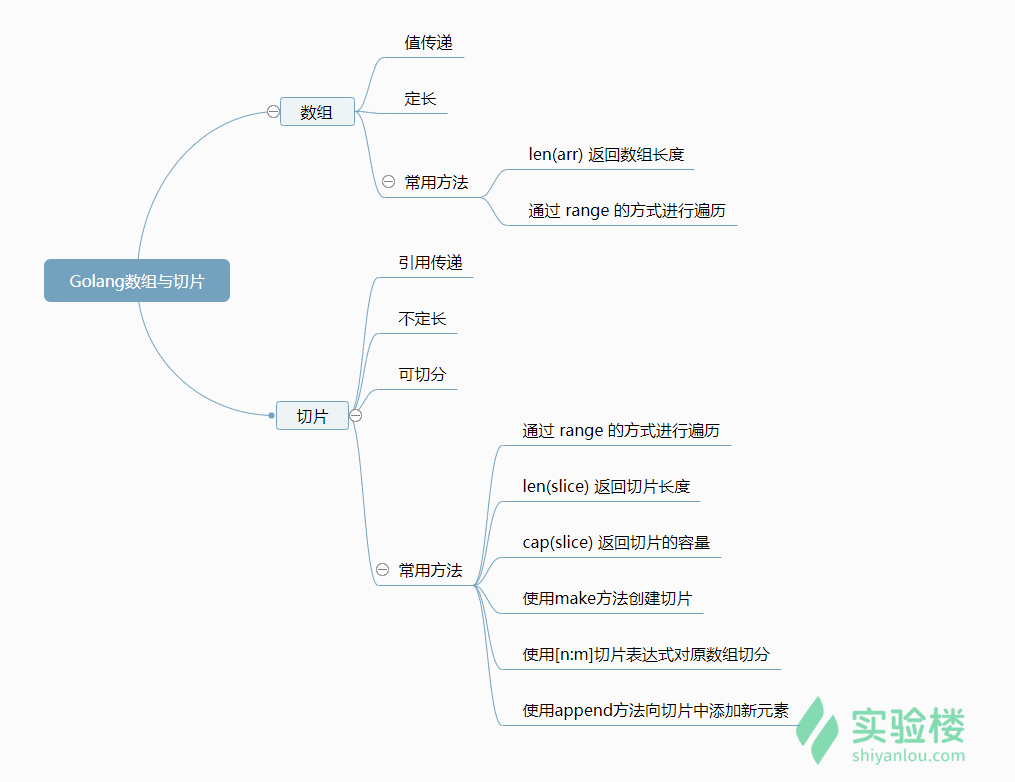 Golang数组与切片
数组
值传递
定长
常用方法
len(arr) 返回数组长度
通过 range 的方式进行遍历
切片
引用传递
不定长
可切分
常用方法
通过 range 的方式进行遍历
len(slice) 返回切片长度
cap(slice) 返回切片的容量
使用make方法创建切片
使用[n:m]切片表达式对原数组切分
使用append方法向切片中添加新元素
实验楼
shiyanlou.com